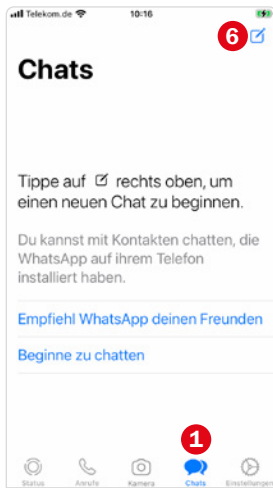 Telekom.de 10:16
6
Chats
Tippe auf rechts oben, um
einen neuen Chat zu beginnen.
Du kannst mit Kontakten chatten, die
WhatsApp auf ihrem Telefon
installiert haben.
Empfiehl WhatsApp deinen Freunden
Beginne zu chatten
1
Status Anrufe Kamera Chats Einstellungen